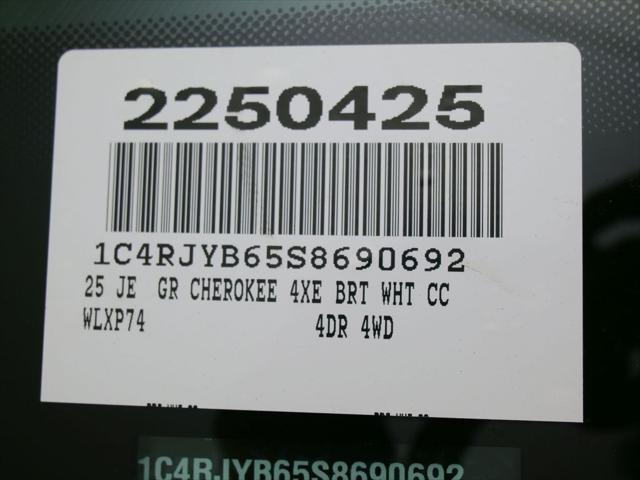 2250425
1C4RJYB65S8690692
25 JE GR CHEROKEE 4XE BRT WHT CC
WLXP74 4DR 4WD
1C4RJYB65S8690692